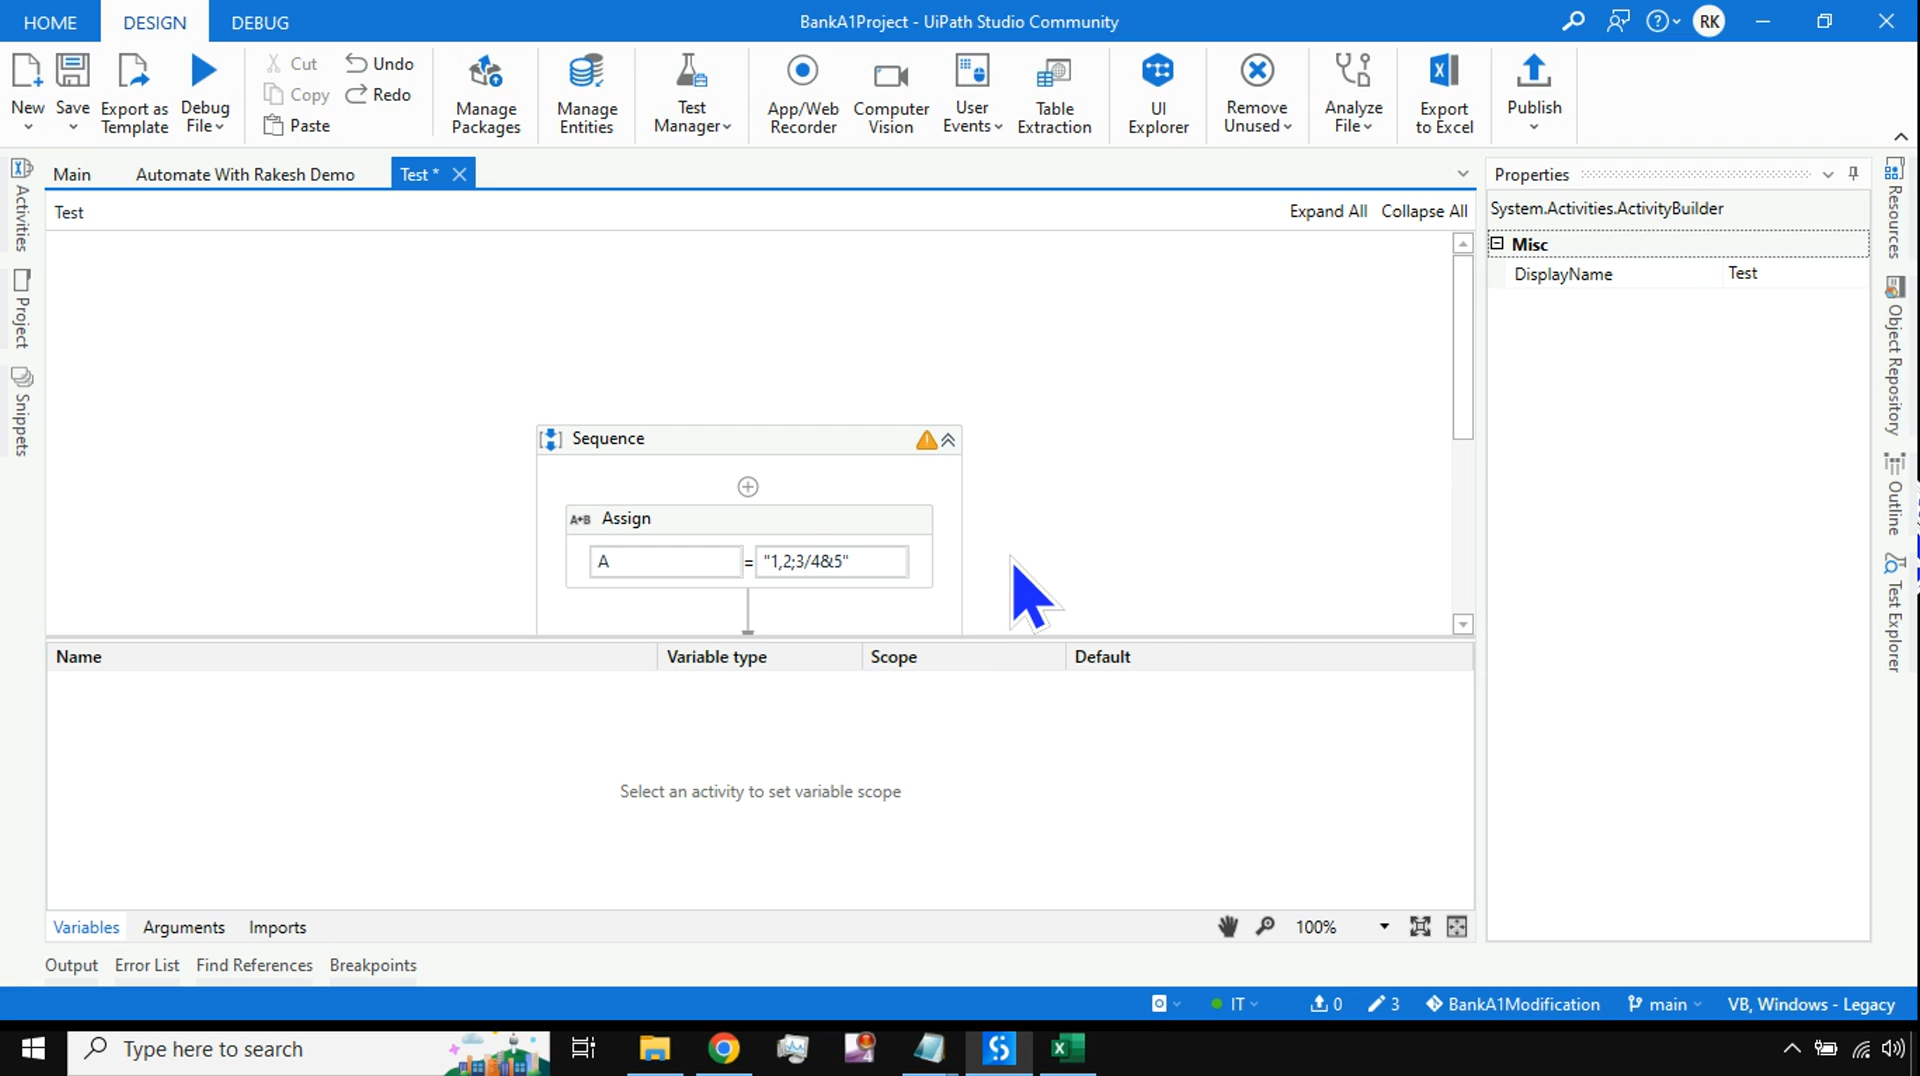 HOME DESIGN DEBUG BankA1Project - UiPath Studio Community RK
New Save Export as Template Debug File
Cut Undo
Copy Redo
Paste
Manage Packages Manage Entities Test Manager App/Web Recorder Computer Vision User Events Table Extraction UI Explorer Remove Unused Analyze File Export to Excel Publish
Main Automate With Rakesh Demo Test *
Test Expand All Collapse All
Activities
Project
Snippets
Sequence
A+B Assign
A = "1,2;3/4&5"
Name Variable type Scope Default
Select an activity to set variable scope
Variables Arguments Imports 100%
Output Error List Find References Breakpoints
Properties
System.Activities.ActivityBuilder
Misc
DisplayName Test
Resources
Object Repository
Outline
Test Explorer
IT 0 3 BankA1Modification main VB, Windows - Legacy
Type here to search